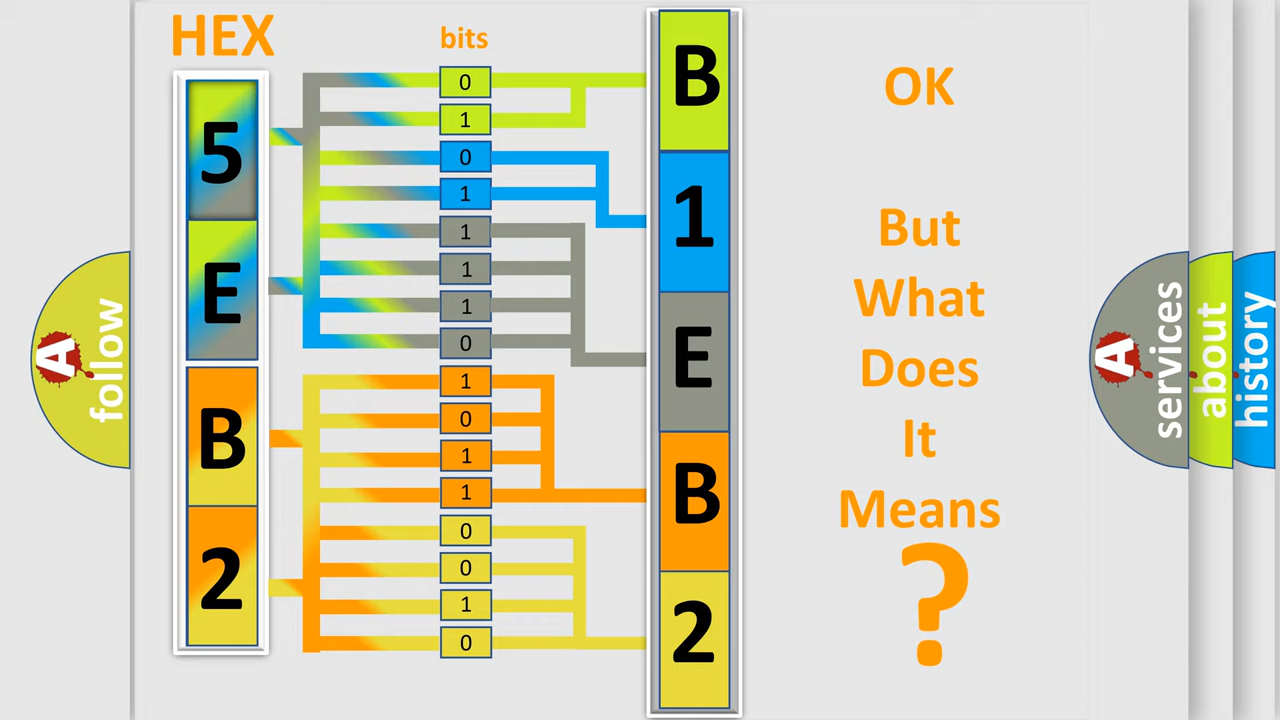 HEX
bits
5
E
B
2
0
1
0
1
1
1
1
0
1
0
1
1
0
0
1
0
B
1
E
B
2
OK
But
What
Does
It
Means
?
A
follow
A
services
about
history